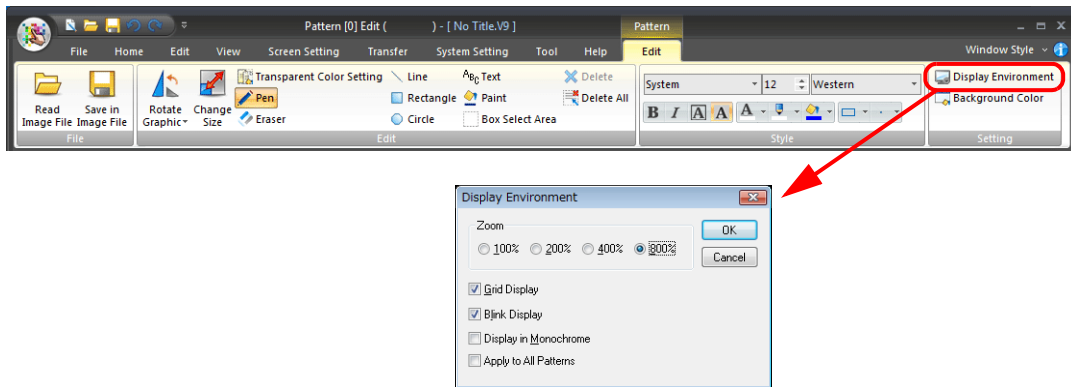 Pattern [0] Edit ( ) - [ No Title.V9 ]
Pattern
File Home Edit View Screen Setting Transfer System Setting Tool Help Edit Window Style
Read Image File
Save in Image File
File
Rotate Graphic
Change Size
Transparent Color Setting
Pen
Eraser
Line
Rectangle
Circle
ABC Text
Paint
Box Select Area
Delete
Delete All
Edit
System 12 Western
B I A A A
Style
Display Environment
Background Color
Setting
Display Environment
Zoom
100% 200% 400% 800%
OK
Cancel
Grid Display
Blink Display
Display in Monochrome
Apply to All Patterns